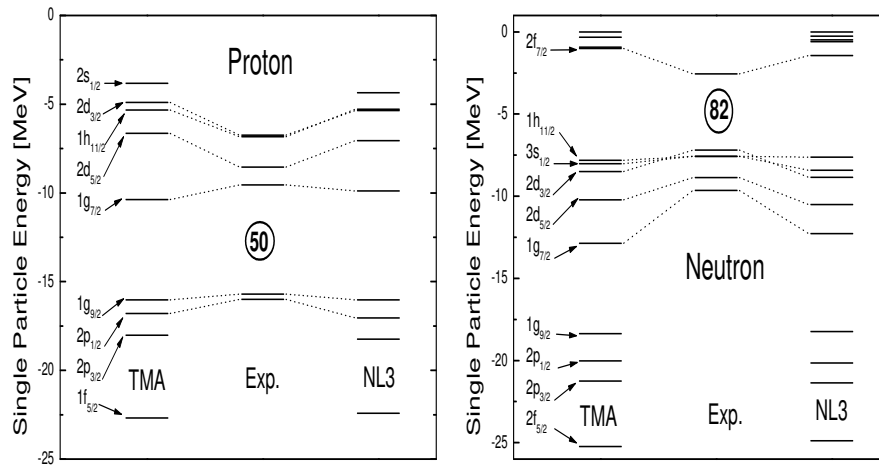 Single Particle Energy [MeV]
0
-5
-10
-15
-20
-25
Proton
2s1/2
2d3/2
1h11/2
2d5/2
1g7/2
50
1g9/2
2p1/2
2p3/2
1f5/2
TMA Exp. NL3
Single Particle Energy [MeV]
0
-5
-10
-15
-20
-25
2f7/2
82
1h11/2
3s1/2
2d3/2
2d5/2
1g7/2
Neutron
1g9/2
2p1/2
2p3/2
2f5/2
TMA Exp. NL3